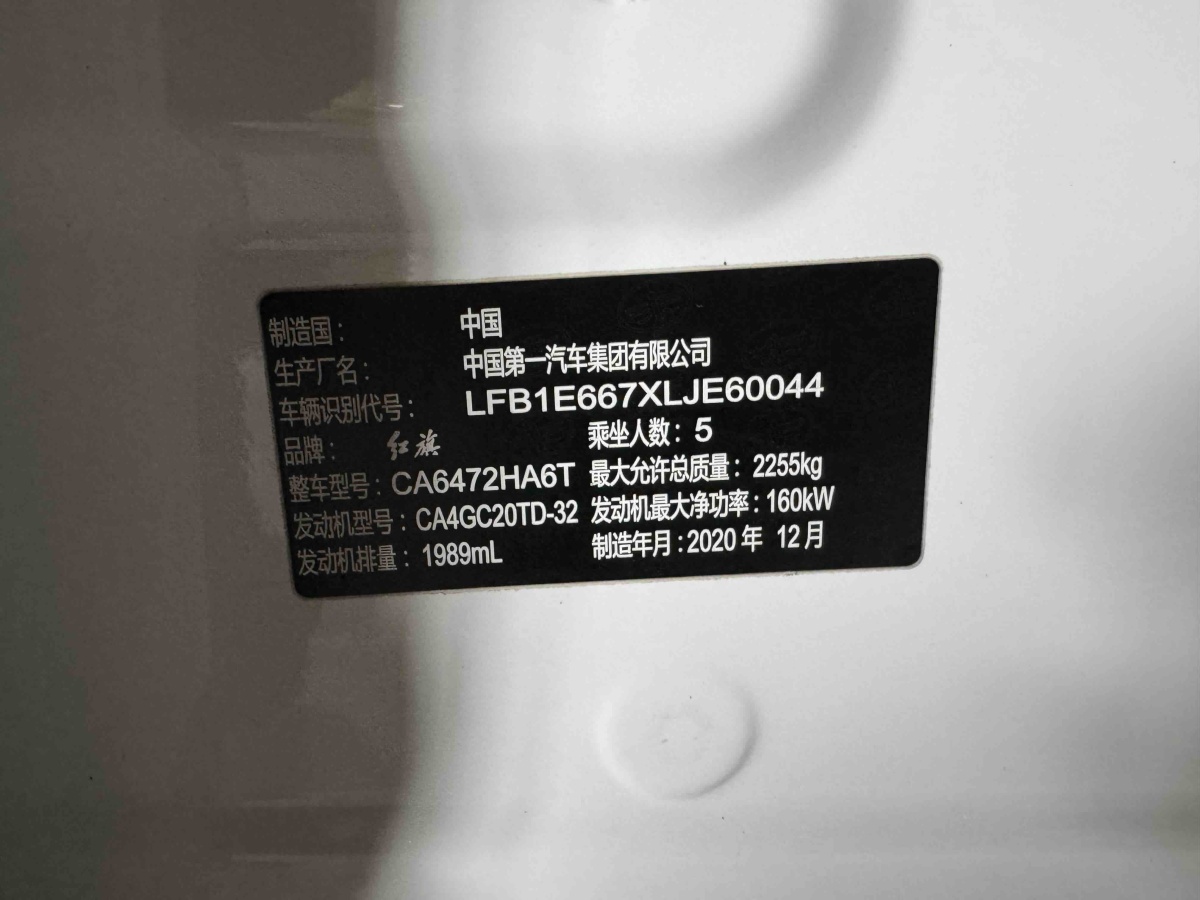 制造国： 中国
生产厂名： 中国第一汽车集团有限公司
车辆识别代号： LFB1E667XLJE60044
品牌： 红旗 乘坐人数：5
整车型号：CA6472HA6T 最大允许总质量：2255kg
发动机型号：CA4GC20TD-32 发动机最大净功率：160kW
发动机排量：1989mL 制造年月：2020年 12月